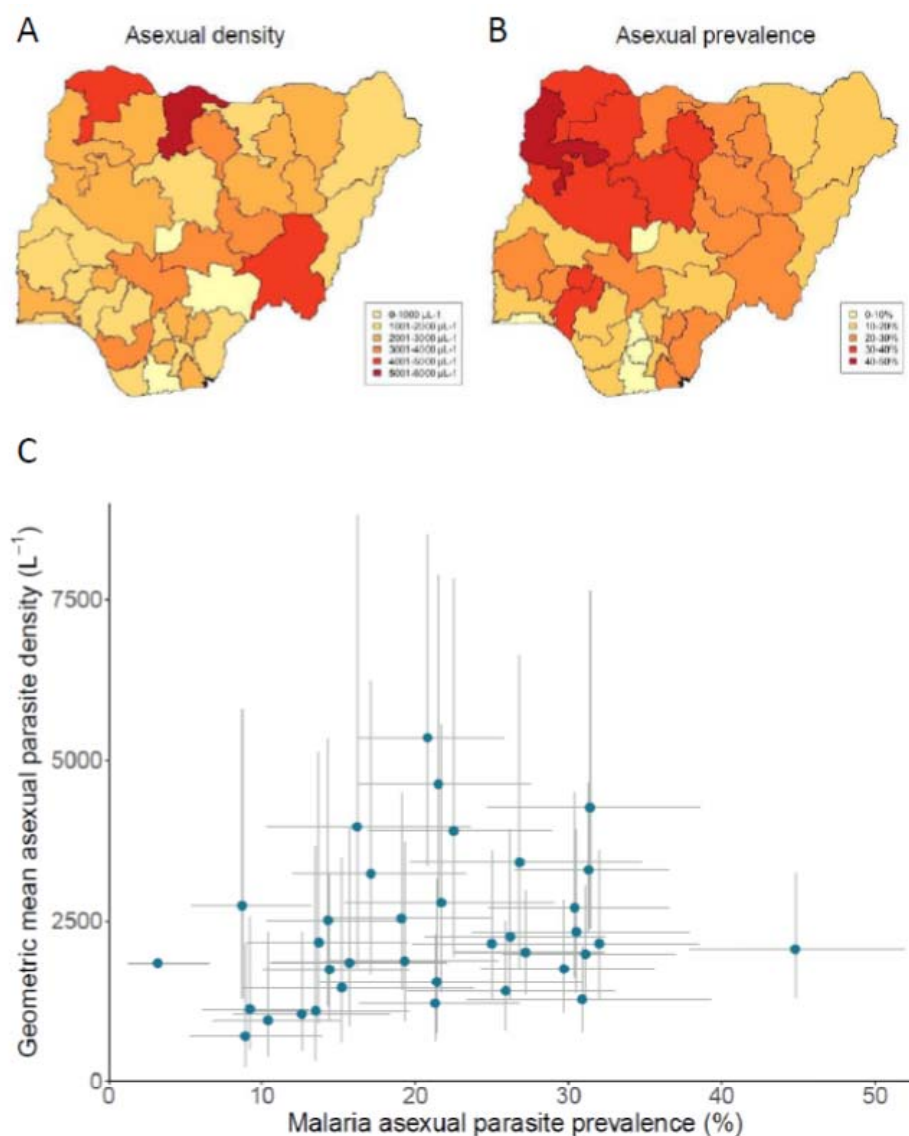 A
Asexual density
B
Asexual prevalence
0-1000 µL-1
1001-2000 µL-1
2001-3000 µL-1
3001-4000 µL-1
4001-5000 µL-1
5001-6000 µL-1
0-10%
10-20%
20-30%
30-40%
40-50%
C
Geometric mean asexual parasite density (L⁻¹)
7500
5000
2500
0
0
10
20
30
40
50
Malaria asexual parasite prevalence (%)